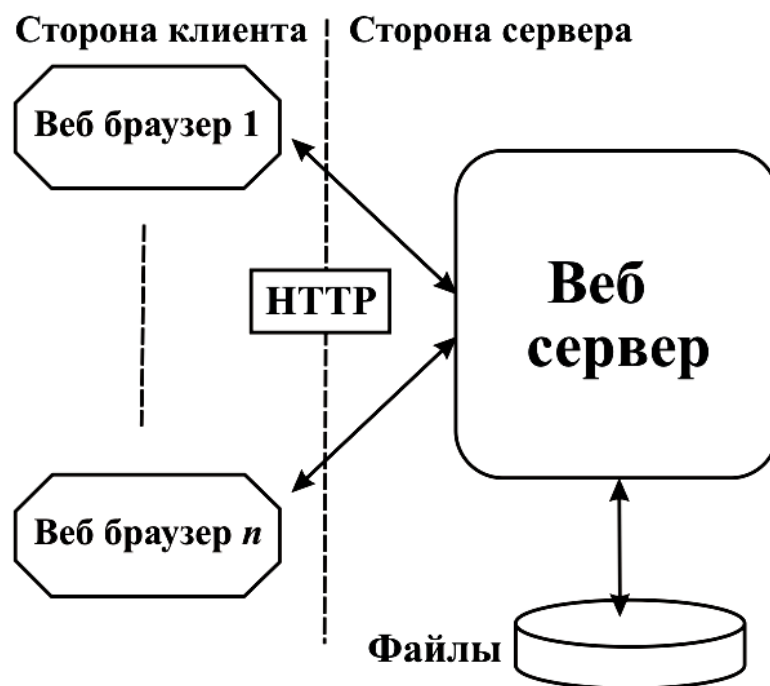 Сторона клиента
Сторона сервера
Веб браузер 1
HTTP
Веб
сервер
Веб браузер n
Файлы